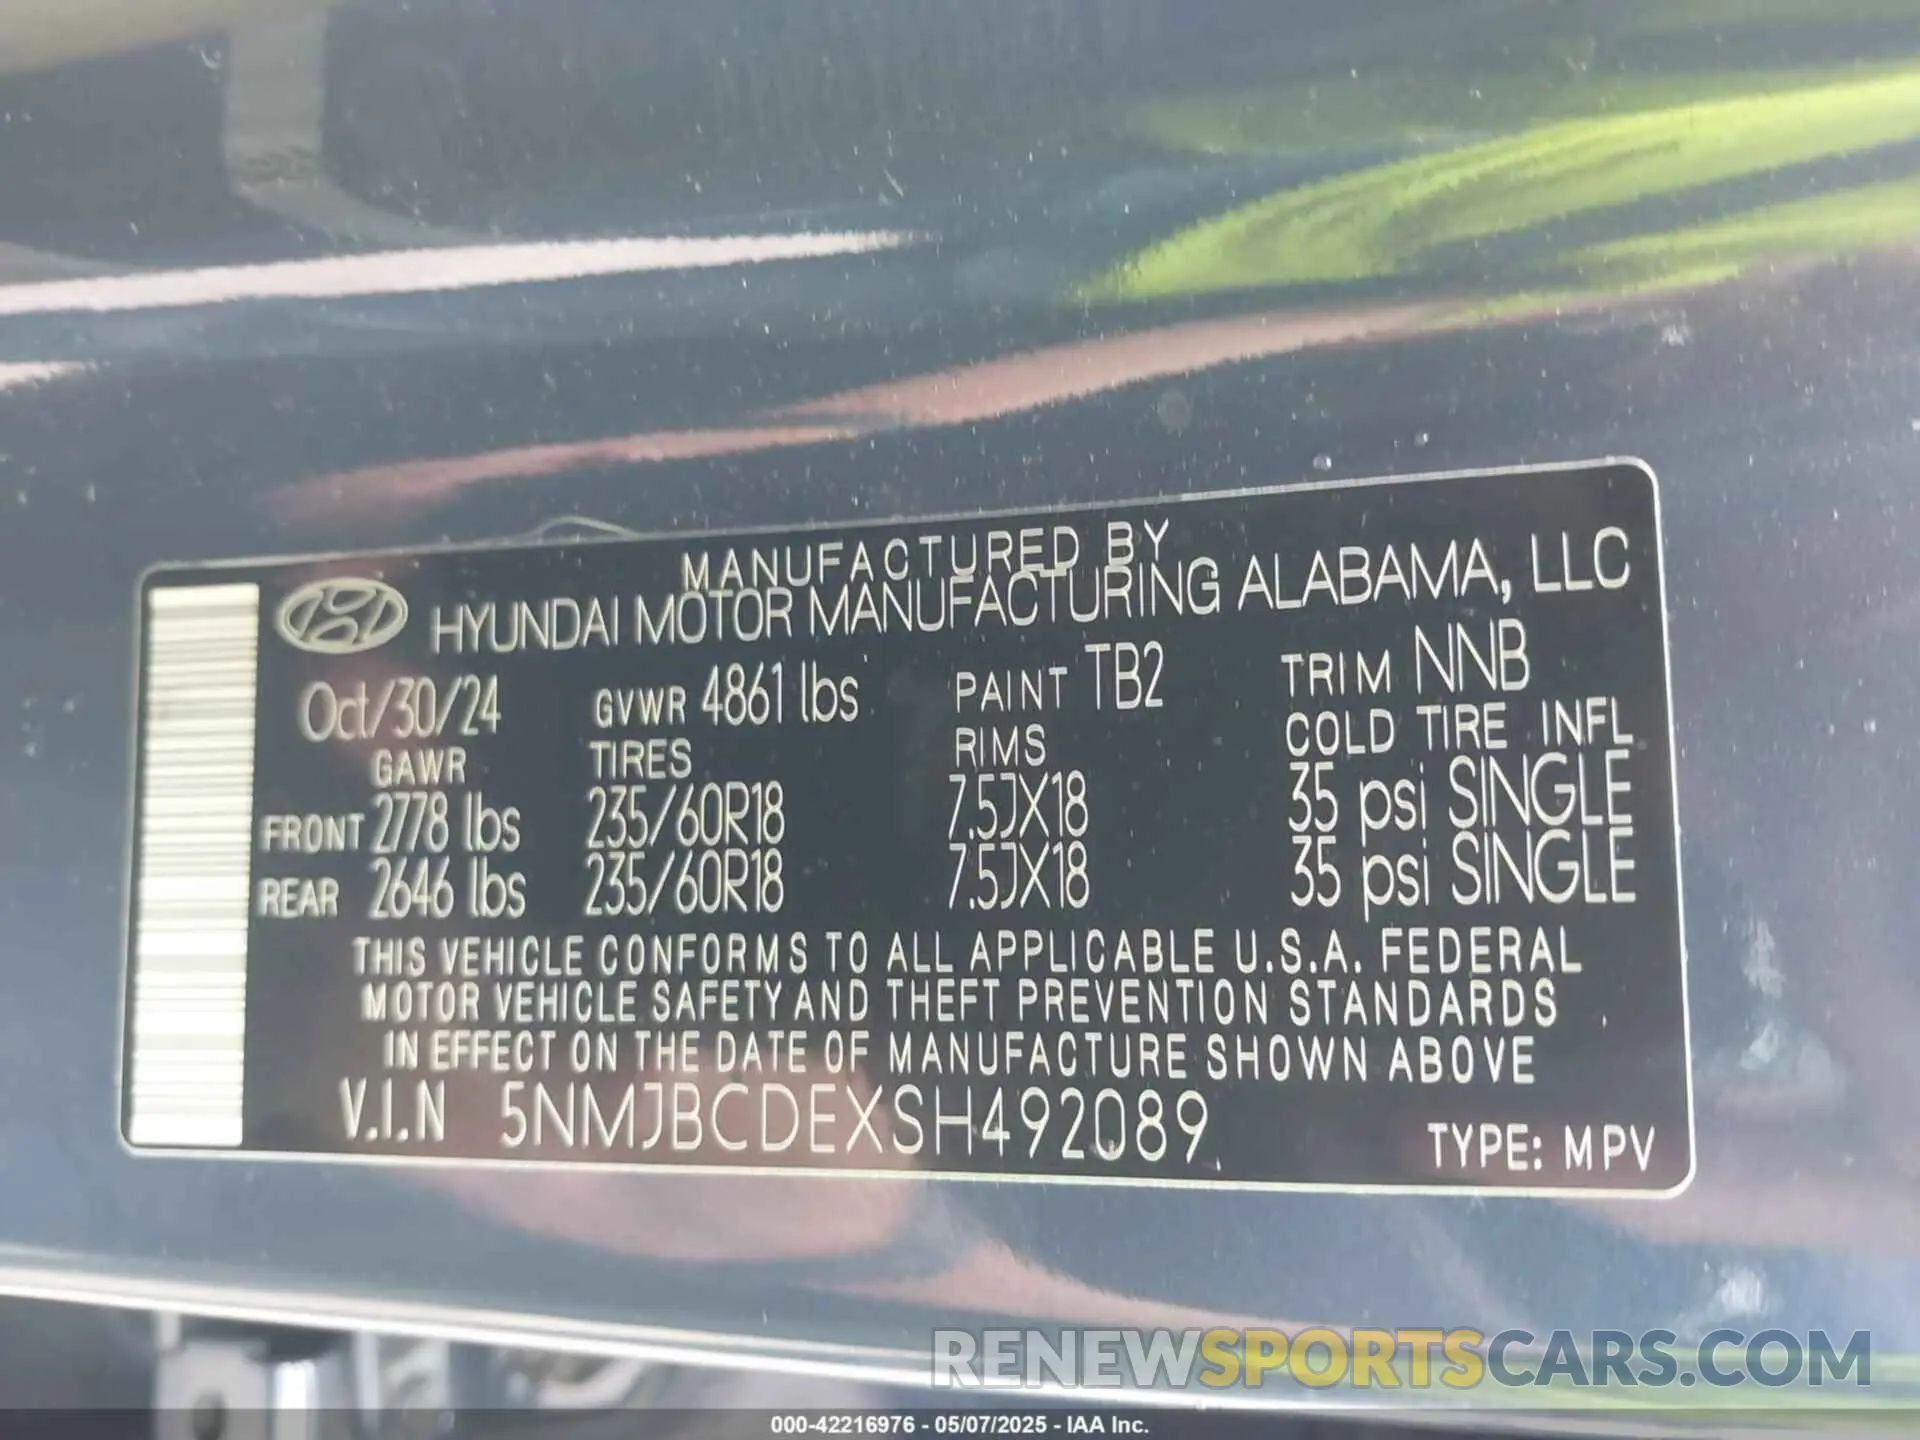 MANUFACTURED BY
HYUNDAI MOTOR MANUFACTURING ALABAMA, LLC
Oct/30/24 GVWR 4861 lbs PAINT TB2 TRIM NNB
GAWR TIRES RIMS COLD TIRE INFL
FRONT 2778 lbs 235/60R18 7.5JX18 35 psi SINGLE
REAR 2646 lbs 235/60R18 7.5JX18 35 psi SINGLE
THIS VEHICLE CONFORMS TO ALL APPLICABLE U.S.A. FEDERAL
MOTOR VEHICLE SAFETY AND THEFT PREVENTION STANDARDS
IN EFFECT ON THE DATE OF MANUFACTURE SHOWN ABOVE
V.I.N 5NMJBCDEXSH492089 TYPE: MPV
RENEWSPORTSCARS.COM
000-42216976 - 05/07/2025 - IAA Inc.